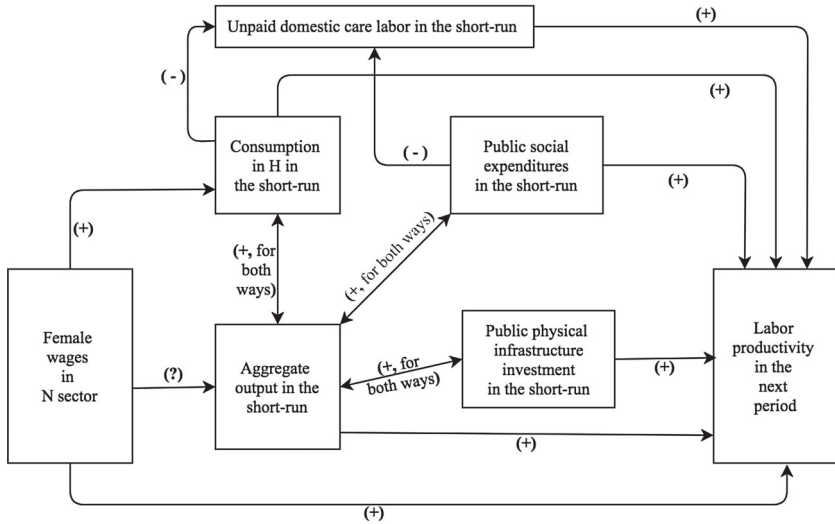 Unpaid domestic care labor in the short-run
(+)
(-)
(+)
Consumption
in H in
the short-run
(-)
Public social
expenditures
in the short-run
(+)
(+)
(+, for
both
ways)
(+, for both ways)
Female
wages
in
N sector
(?)
Aggregate
output in the
short-run
(+, for
both ways)
Public physical
infrastructure
investment
in the short-run
(+)
Labor
productivity
in the
next
period
(+)
(+)